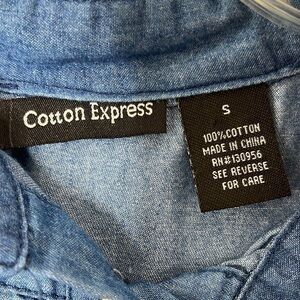 Cotton Express
S
100%COTTON
MADE IN CHINA
RN#130956
SEE REVERSE
FOR CARE